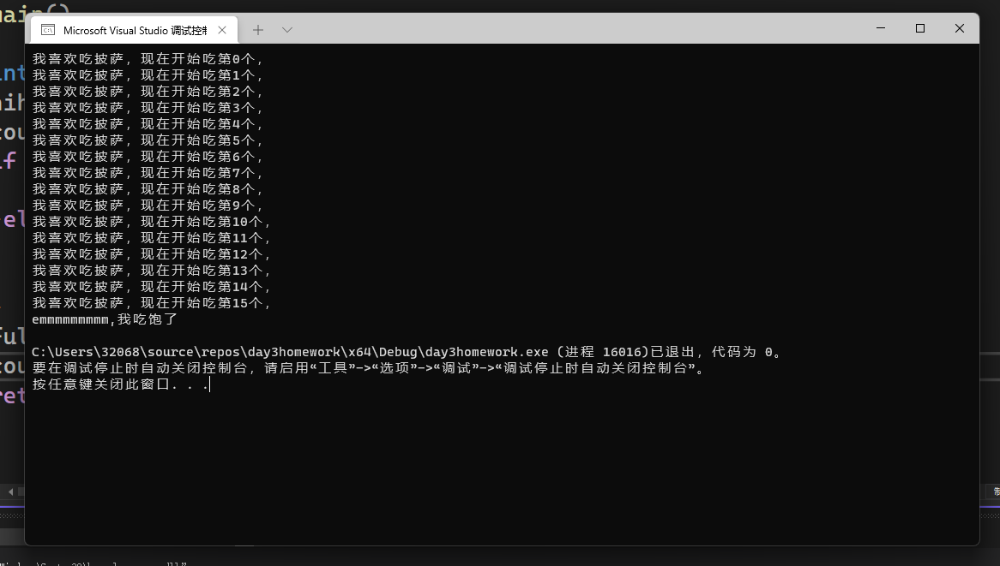 main()
Microsoft Visual Studio 调试控制
int
我喜欢吃披萨，现在开始吃第0个，
我喜欢吃披萨，现在开始吃第1个，
我喜欢吃披萨，现在开始吃第2个，
我喜欢吃披萨，现在开始吃第3个，
我喜欢吃披萨，现在开始吃第4个，
我喜欢吃披萨，现在开始吃第5个，
我喜欢吃披萨，现在开始吃第6个，
我喜欢吃披萨，现在开始吃第7个，
我喜欢吃披萨，现在开始吃第8个，
我喜欢吃披萨，现在开始吃第9个，
我喜欢吃披萨，现在开始吃第10个，
我喜欢吃披萨，现在开始吃第11个，
我喜欢吃披萨，现在开始吃第12个，
我喜欢吃披萨，现在开始吃第13个，
我喜欢吃披萨，现在开始吃第14个，
我喜欢吃披萨，现在开始吃第15个，
emmmmmmmmm,我吃饱了
C:\Users\32068\source\repos\day3homework\x64\Debug\day3homework.exe (进程 16016)已退出，代码为 0。
要在调试停止时自动关闭控制台，请启用“工具”->“选项”->“调试”->“调试停止时自动关闭控制台”。
按任意键关闭此窗口. . .